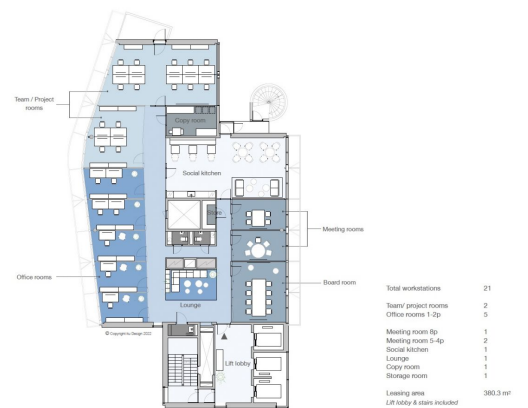 Team / Project
rooms
Copy room
Social kitchen
Store
Meeting rooms
Office rooms
Board room
Lounge
© Copyright by Design 2022
Lift lobby
Total workstations 21
Team/ project rooms 2
Office rooms 1-2p 5
Meeting room 8p 1
Meeting room 5-4p 2
Social kitchen 1
Lounge 1
Copy room 1
Storage room 1
Leasing area 380.3 m²
Lift lobby & stairs included